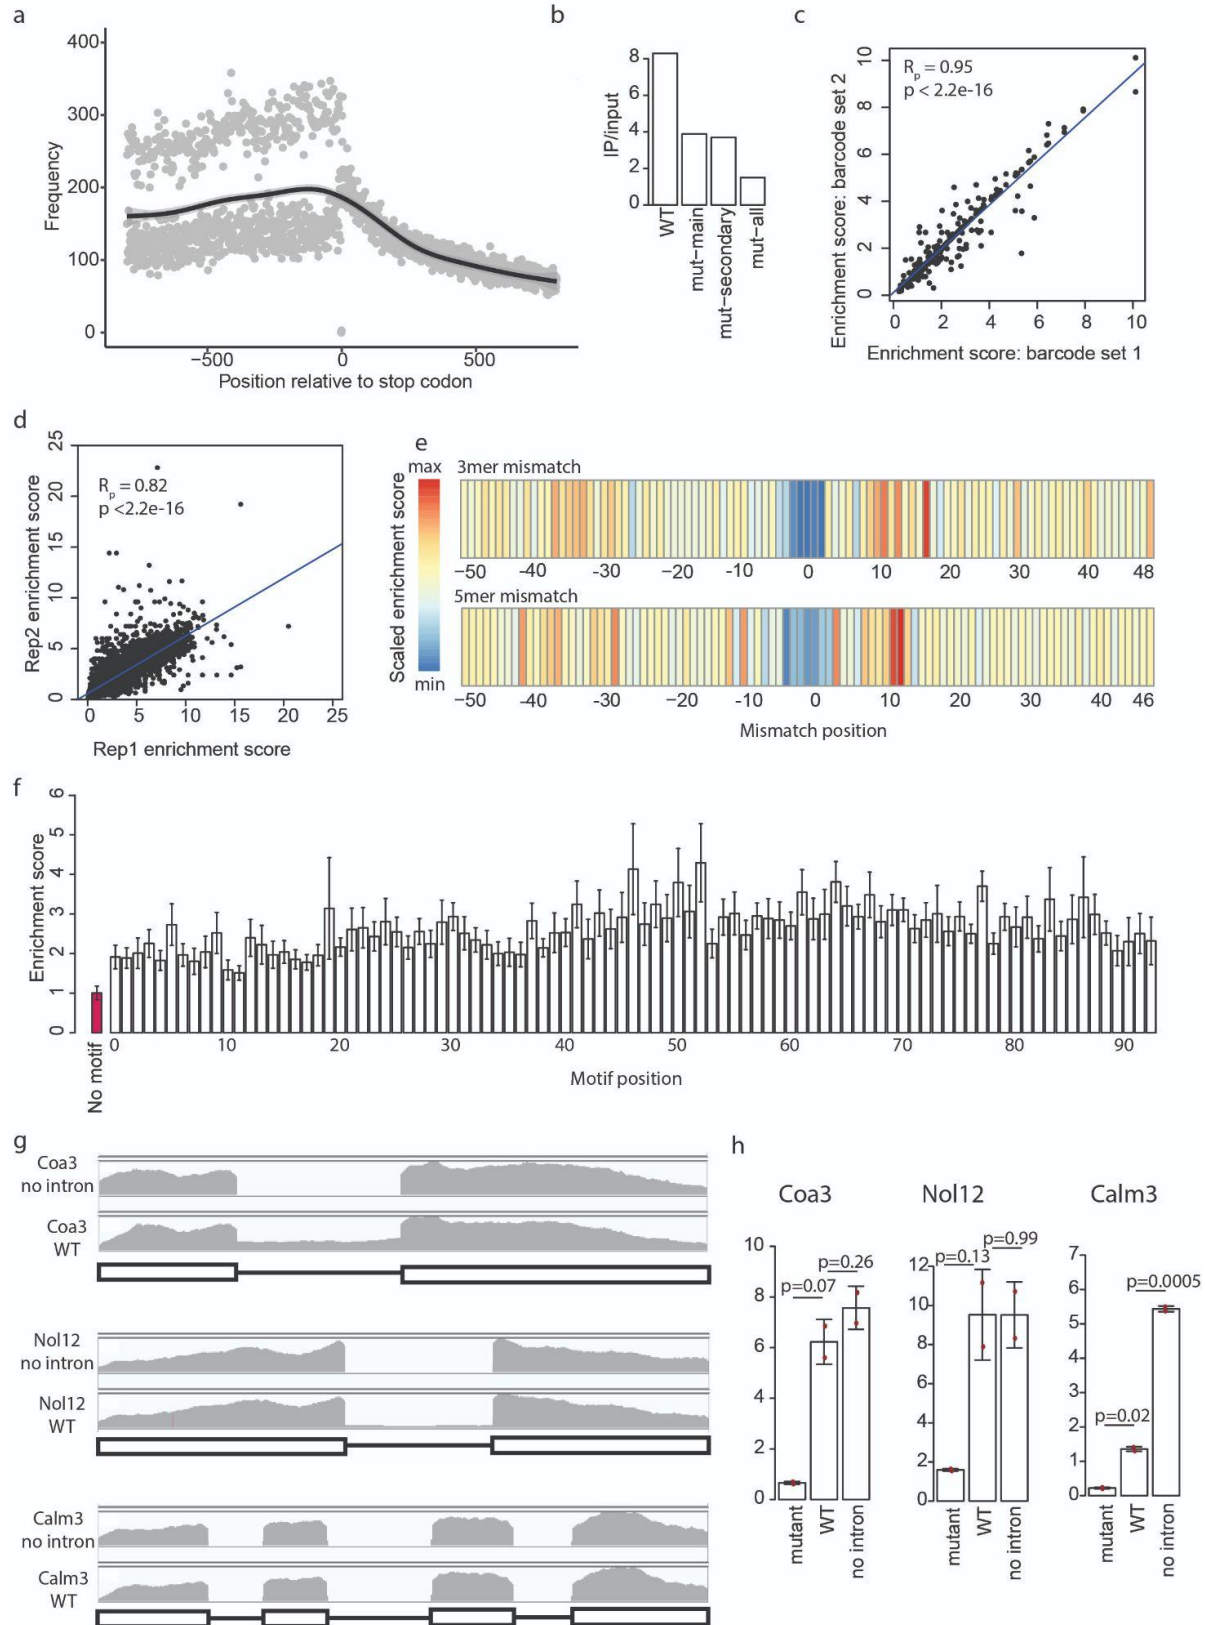 a
400
300
200
100
0
Frequency
−500
0
500
Position relative to stop codon
b
8
6
4
2
0
IP/input
WT
mut−main
mut−secondary
mut−all
c
Rp = 0.95
p < 2.2e-16
10
8
6
4
2
0
Enrichment score: barcode set 2
0 2 4 6 8 10
Enrichment score: barcode set 1
d
Rp = 0.82
p <2.2e-16
25
20
15
10
5
0
Rep2 enrichment score
0 5 10 15 20 25
Rep1 enrichment score
e
max
min
Scaled enrichment score
3mer mismatch
−50 -40 -30 −20 -10 0 10 20 30 40 48
5mer mismatch
−50 -40 -30 −20 -10 0 10 20 30 40 46
Mismatch position
f
6
5
4
3
2
1
0
Enrichment score
No motif
0 10 20 30 40 50 60 70 80 90
Motif position
g
Coa3
no intron
Coa3
WT
Nol12
no intron
Nol12
WT
Calm3
no intron
Calm3
WT
h
Coa3
10
8
6
4
2
0
p=0.07
p=0.26
mutant
WT
no intron
Nol12
12
10
8
6
4
2
0
p=0.13
p=0.99
mutant
WT
no intron
Calm3
7
6
5
4
3
2
1
0
p=0.02
p=0.0005
mutant
WT
no intron